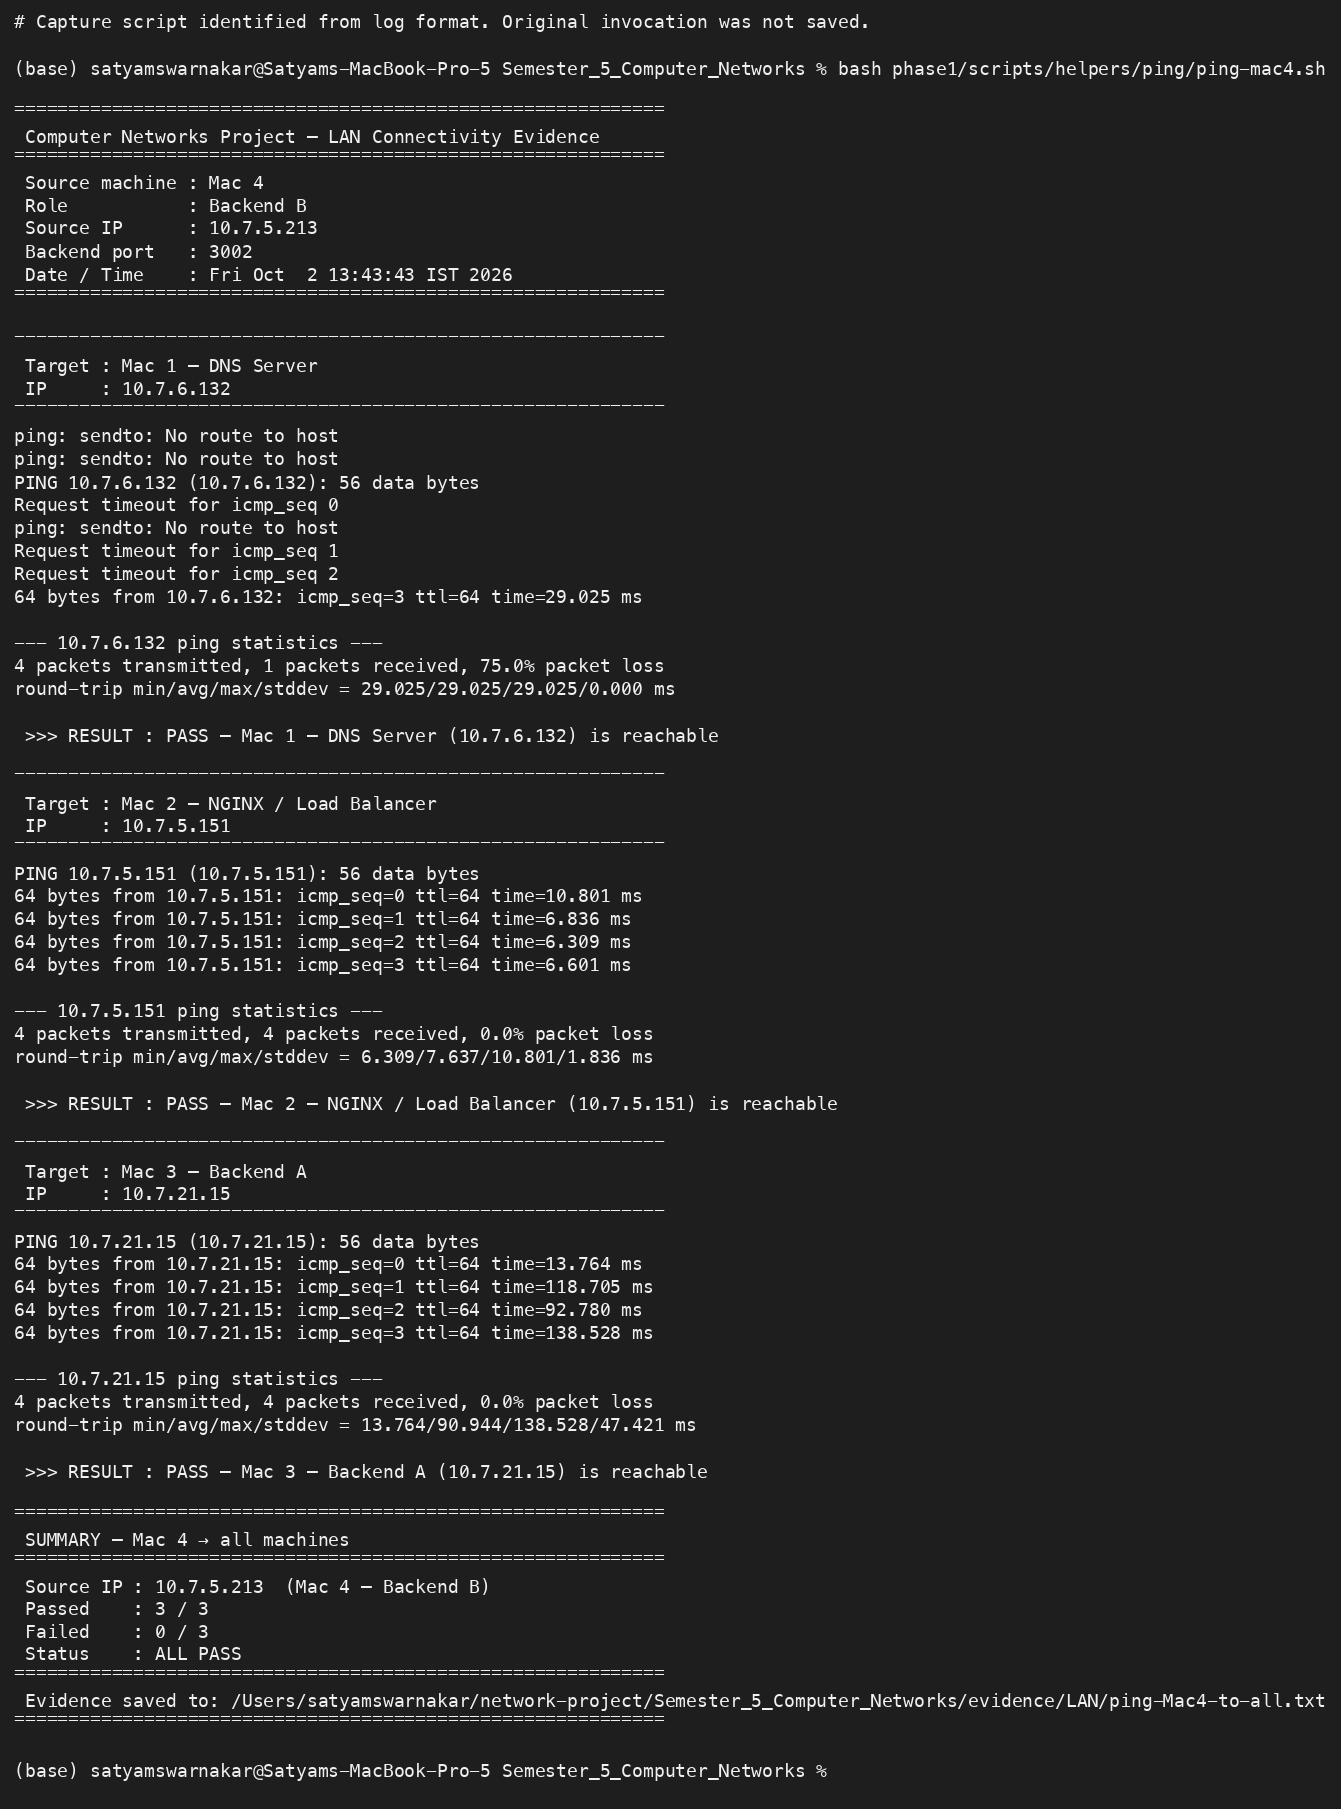 # Capture script identified from log format. Original invocation was not saved.
(base) satyamswarnakar@Satyams-MacBook-Pro-5 Semester_5_Computer_Networks % bash phase1/scripts/helpers/ping/ping-mac4.sh
============================================================
Computer Networks Project — LAN Connectivity Evidence
============================================================
Source machine : Mac 4
Role           : Backend B
Source IP      : 10.7.5.213
Backend port   : 3002
Date / Time    : Fri Oct  2 13:43:43 IST 2026
============================================================
------------------------------------------------------------
Target : Mac 1 — DNS Server
IP     : 10.7.6.132
------------------------------------------------------------
ping: sendto: No route to host
ping: sendto: No route to host
PING 10.7.6.132 (10.7.6.132): 56 data bytes
Request timeout for icmp_seq 0
ping: sendto: No route to host
Request timeout for icmp_seq 1
Request timeout for icmp_seq 2
64 bytes from 10.7.6.132: icmp_seq=3 ttl=64 time=29.025 ms
--- 10.7.6.132 ping statistics ---
4 packets transmitted, 1 packets received, 75.0% packet loss
round-trip min/avg/max/stddev = 29.025/29.025/29.025/0.000 ms
>>> RESULT : PASS — Mac 1 — DNS Server (10.7.6.132) is reachable
------------------------------------------------------------
Target : Mac 2 — NGINX / Load Balancer
IP     : 10.7.5.151
------------------------------------------------------------
PING 10.7.5.151 (10.7.5.151): 56 data bytes
64 bytes from 10.7.5.151: icmp_seq=0 ttl=64 time=10.801 ms
64 bytes from 10.7.5.151: icmp_seq=1 ttl=64 time=6.836 ms
64 bytes from 10.7.5.151: icmp_seq=2 ttl=64 time=6.309 ms
64 bytes from 10.7.5.151: icmp_seq=3 ttl=64 time=6.601 ms
--- 10.7.5.151 ping statistics ---
4 packets transmitted, 4 packets received, 0.0% packet loss
round-trip min/avg/max/stddev = 6.309/7.637/10.801/1.836 ms
>>> RESULT : PASS — Mac 2 — NGINX / Load Balancer (10.7.5.151) is reachable
------------------------------------------------------------
Target : Mac 3 — Backend A
IP     : 10.7.21.15
------------------------------------------------------------
PING 10.7.21.15 (10.7.21.15): 56 data bytes
64 bytes from 10.7.21.15: icmp_seq=0 ttl=64 time=13.764 ms
64 bytes from 10.7.21.15: icmp_seq=1 ttl=64 time=118.705 ms
64 bytes from 10.7.21.15: icmp_seq=2 ttl=64 time=92.780 ms
64 bytes from 10.7.21.15: icmp_seq=3 ttl=64 time=138.528 ms
--- 10.7.21.15 ping statistics ---
4 packets transmitted, 4 packets received, 0.0% packet loss
round-trip min/avg/max/stddev = 13.764/90.944/138.528/47.421 ms
>>> RESULT : PASS — Mac 3 — Backend A (10.7.21.15) is reachable
============================================================
SUMMARY — Mac 4 → all machines
============================================================
Source IP : 10.7.5.213  (Mac 4 — Backend B)
Passed    : 3 / 3
Failed    : 0 / 3
Status    : ALL PASS
============================================================
Evidence saved to: /Users/satyamswarnakar/network-project/Semester_5_Computer_Networks/evidence/LAN/ping-Mac4-to-all.txt
============================================================
(base) satyamswarnakar@Satyams-MacBook-Pro-5 Semester_5_Computer_Networks %